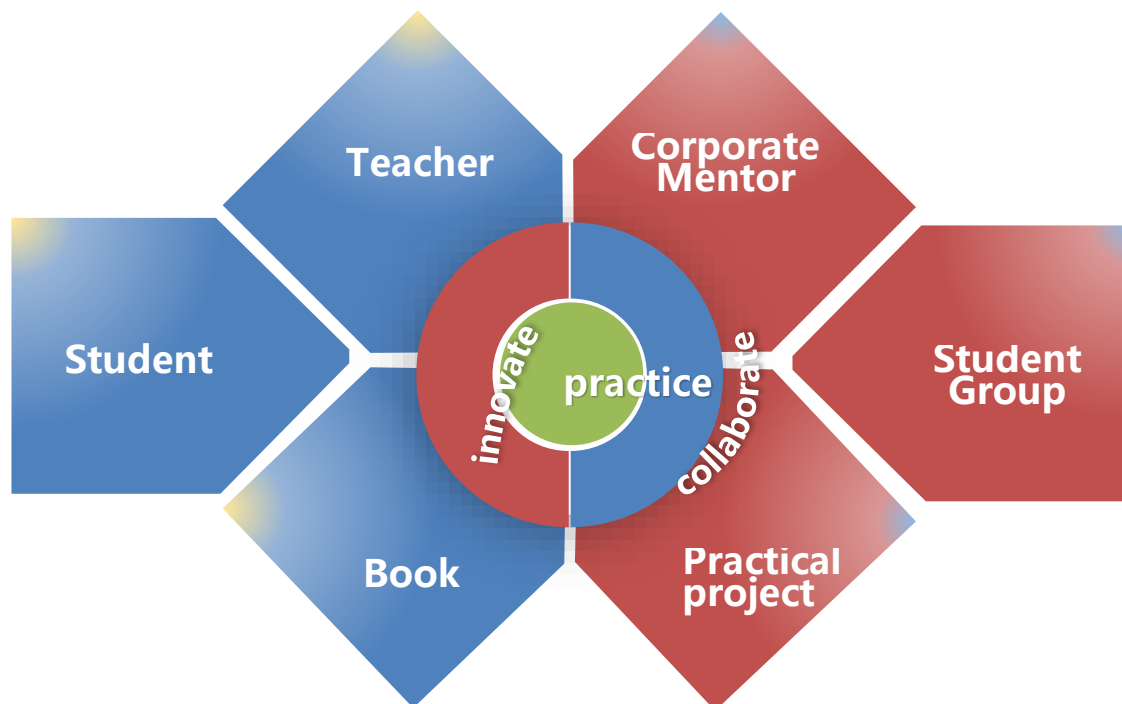 Teacher
Corporate
Mentor
Student
innovate
practice
collaborate
Student
Group
Book
Practical
project